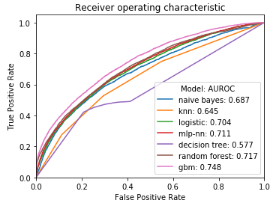 Receiver operating characteristic
True Positive Rate
1.0
0.8
0.6
0.4
0.2
0.0
Model: AUROC
naive bayes: 0.687
knn: 0.645
logistic: 0.704
mlp-nn: 0.711
decision tree: 0.577
random forest: 0.717
gbm: 0.748
0.0 0.2 0.4 0.6 0.8 1.0
False Positive Rate